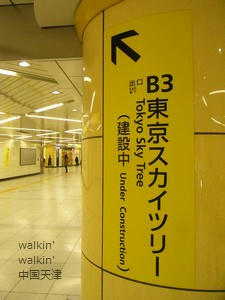 出口
Exit
B3
東京スカイツリー
Tokyo Sky Tree
(建設中 Under Construction)
walkin'
walkin'
中国天津